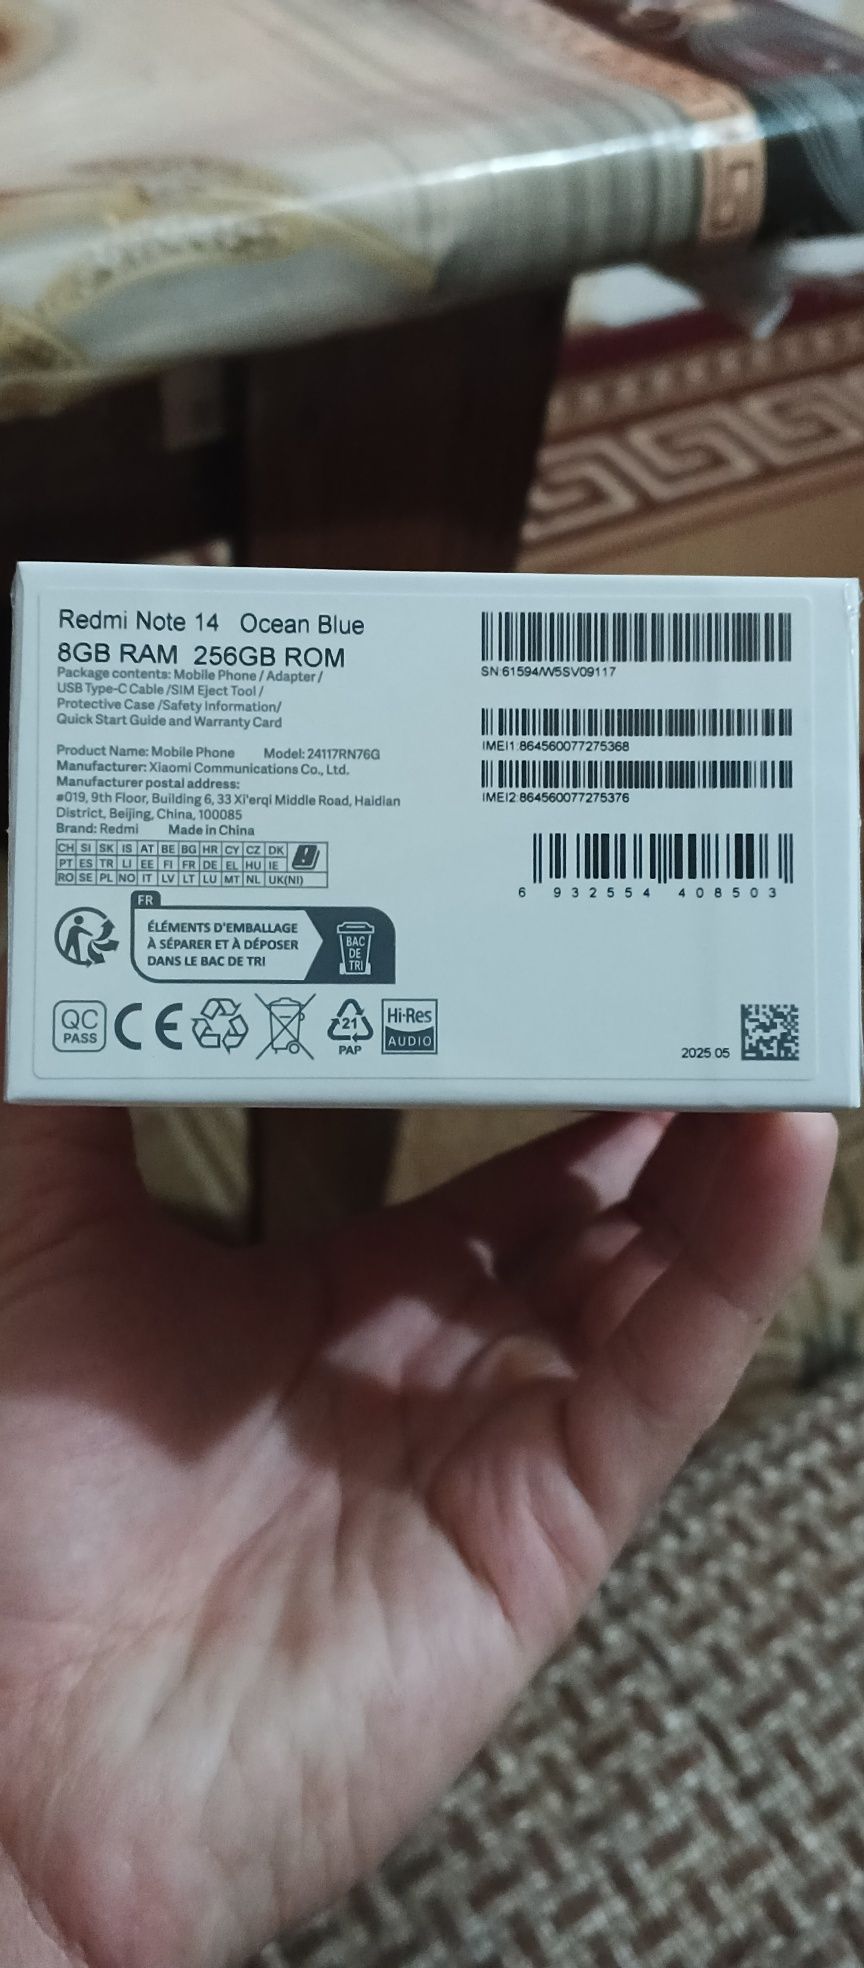 Redmi Note 14 Ocean Blue
8GB RAM 256GB ROM
Package contents: Mobile Phone / Adapter /
USB Type-C Cable /SIM Eject Tool /
Protective Case /Safety Information/
Quick Start Guide and Warranty Card
Product Name: Mobile Phone Model: 24117RN76G
Manufacturer: Xiaomi Communications Co., Ltd.
Manufacturer postal address:
#019, 9th Floor, Building 6, 33 Xi'erqi Middle Road, Haidian
District, Beijing, China, 100085
Brand: Redmi Made in China
CH SI SK IS AT BE BG HR CY CZ DK
PT ES TR LI EE FI FR DE EL HU IE
RO SE PL NO IT LV LT LU MT NL UK(NI)
FR
ÉLÉMENTS D'EMBALLAGE
À SÉPARER ET À DÉPOSER
DANS LE BAC DE TRI
BAC
DE
TRI
QC
PASS
CE
21
PAP
Hi-Res
AUDIO
SN:61594/W5SV09117
IMEI1:864560077275368
IMEI2:864560077275376
6 932554 408503
2025 05